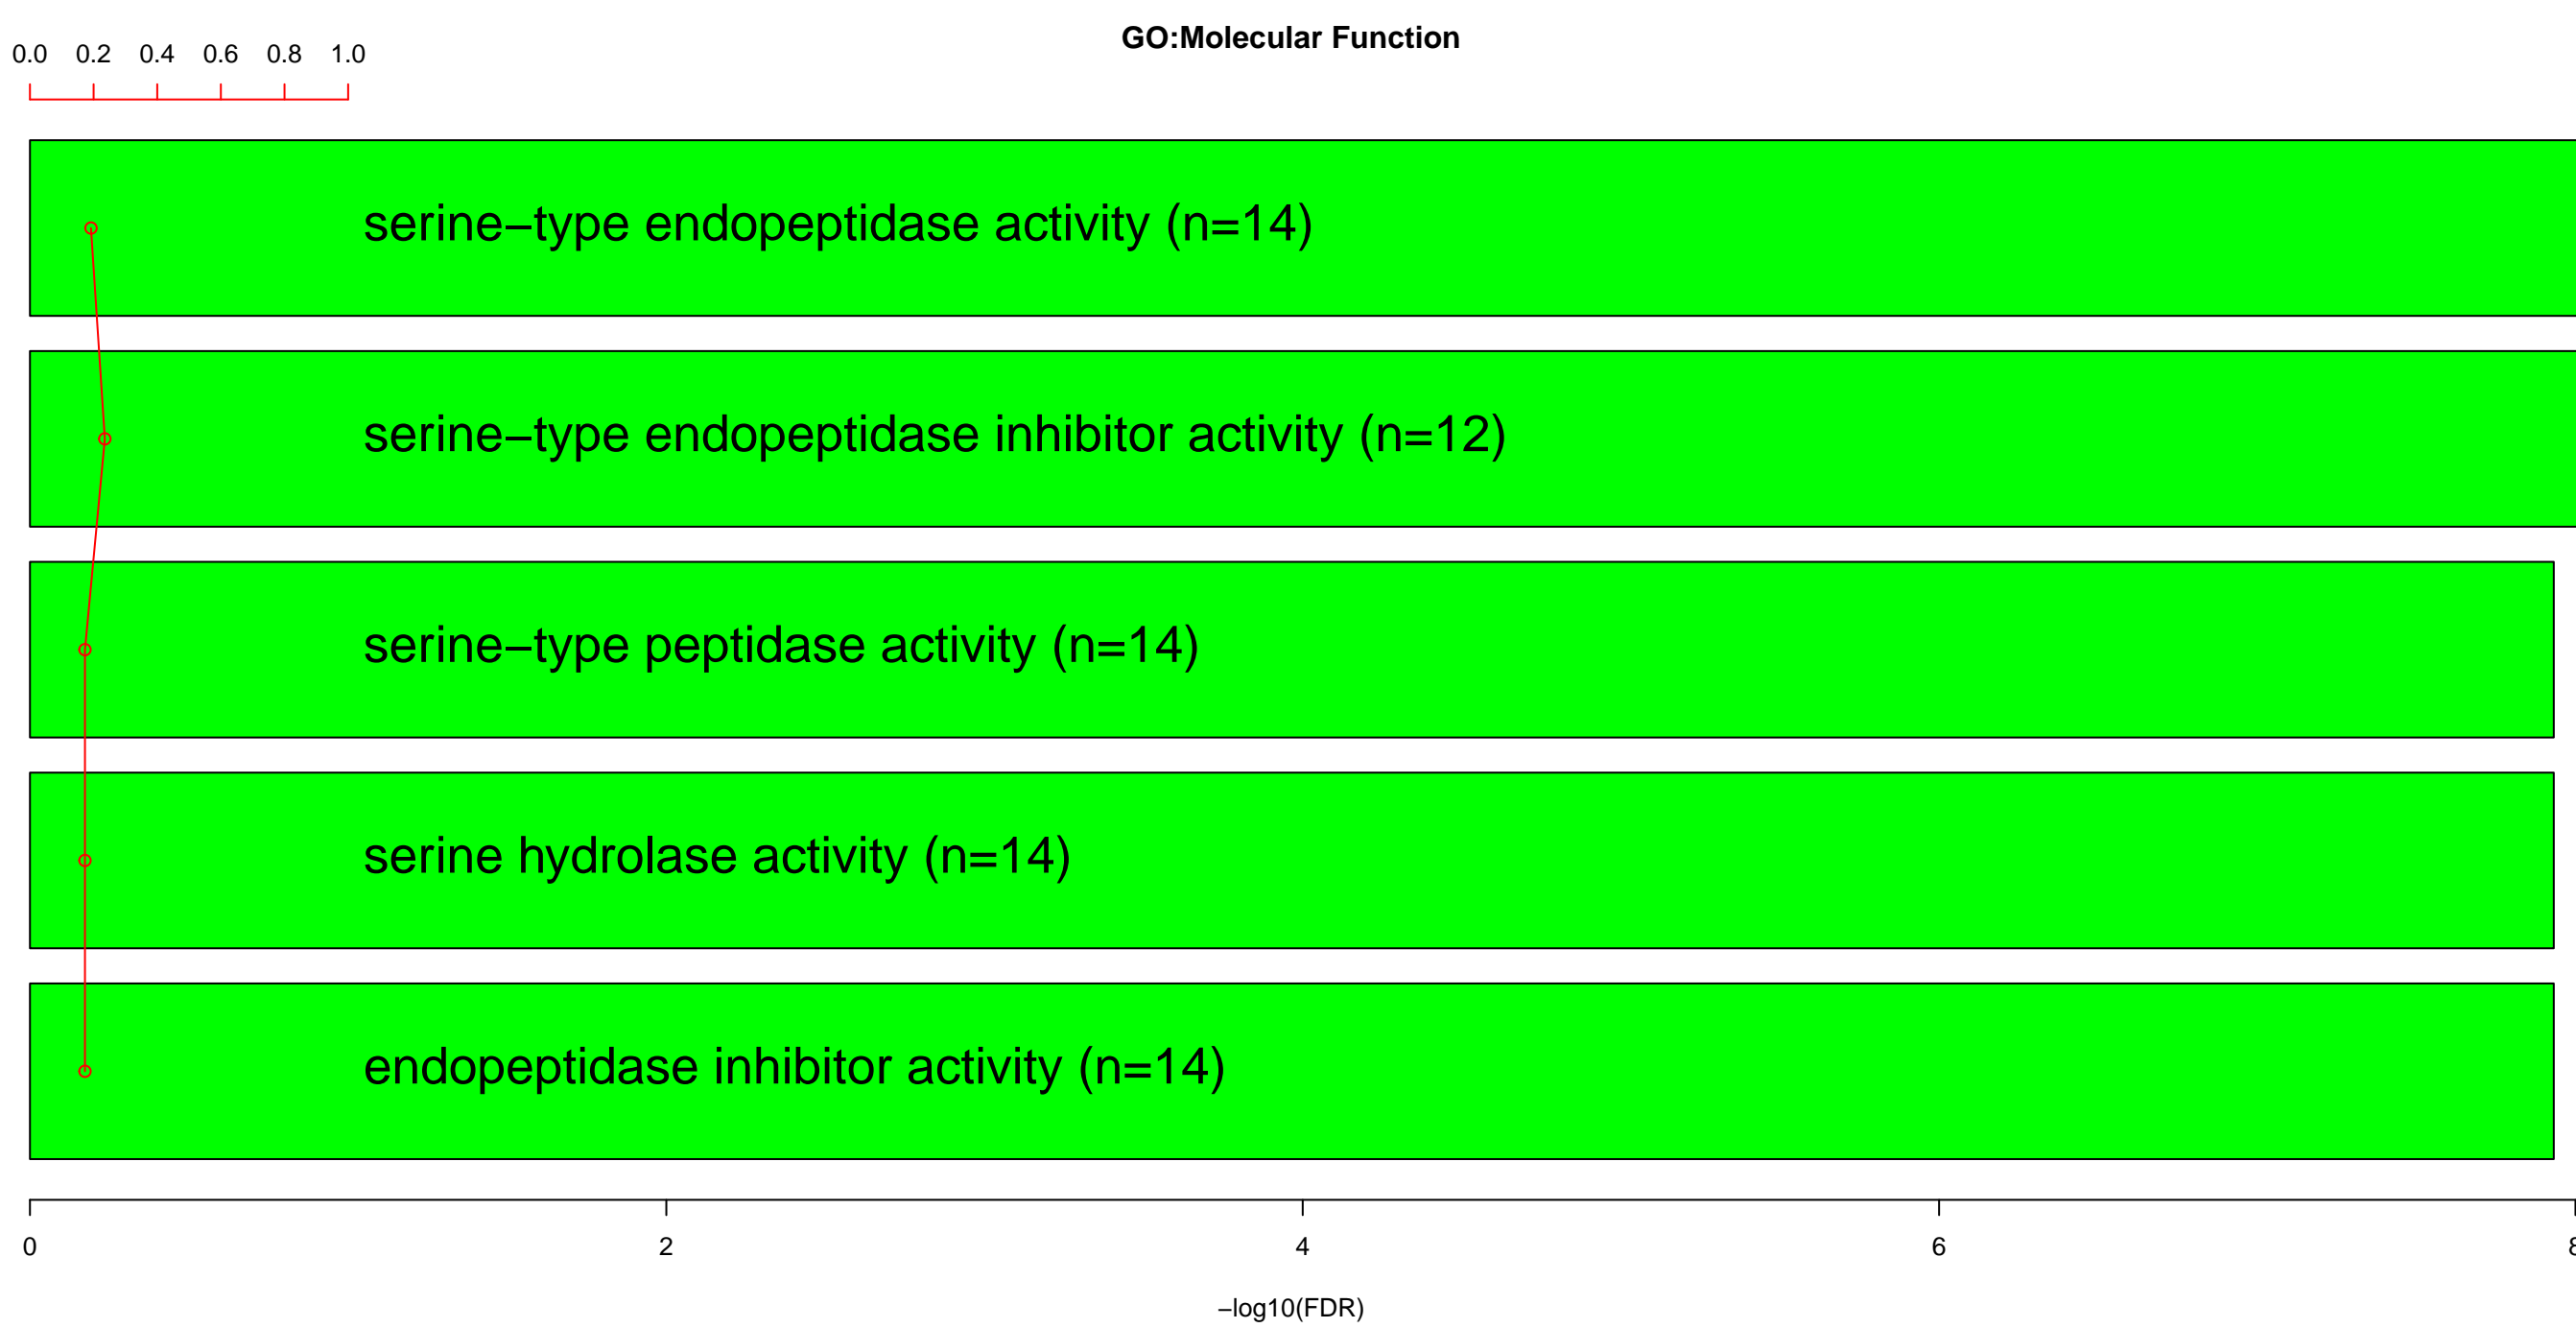 GO:Molecular Function
0.0 0.2 0.4 0.6 0.8 1.0
serine−type endopeptidase activity (n=14)
serine−type endopeptidase inhibitor activity (n=12)
serine−type peptidase activity (n=14)
serine hydrolase activity (n=14)
endopeptidase inhibitor activity (n=14)
0 2 4 6 8
−log10(FDR)